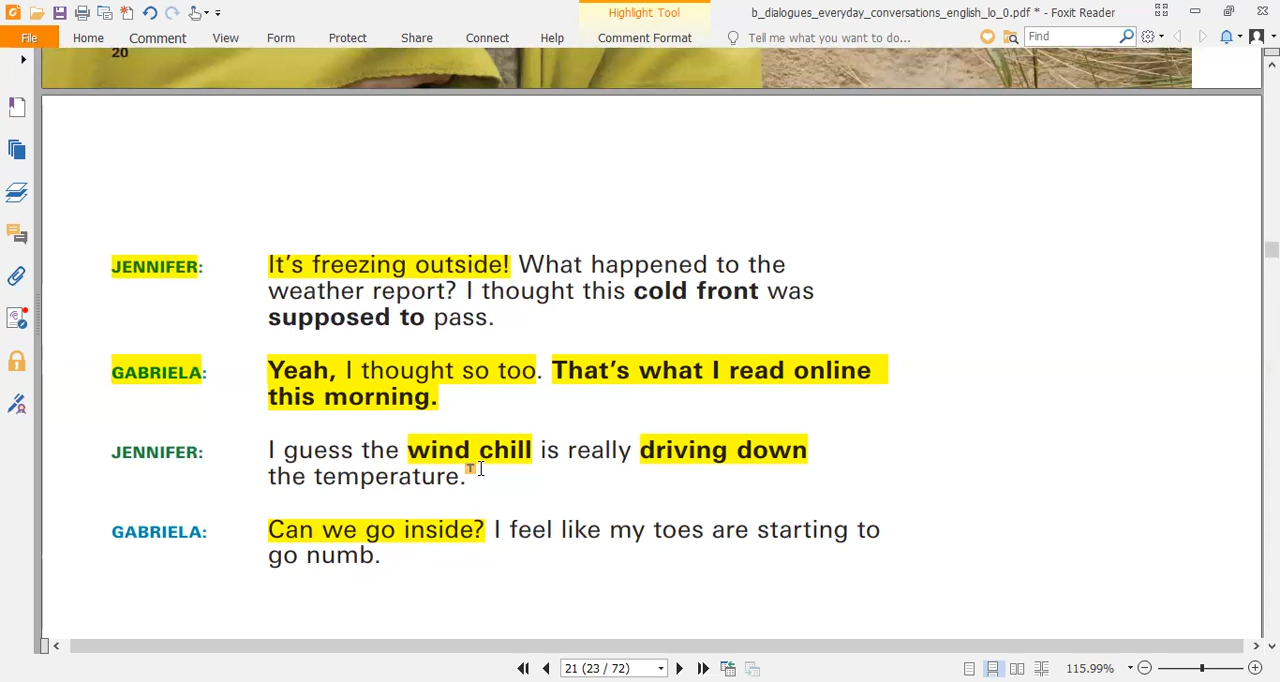 Highlight Tool
b_dialogues_everyday_conversations_english_lo_0.pdf * - Foxit Reader
File Home Comment View Form Protect Share Connect Help Comment Format Tell me what you want to do... Find
20
JENNIFER: It's freezing outside! What happened to the
weather report? I thought this cold front was
supposed to pass.
GABRIELA: Yeah, I thought so too. That's what I read online
this morning.
JENNIFER: I guess the wind chill is really driving down
the temperature.
GABRIELA: Can we go inside? I feel like my toes are starting to
go numb.
21 (23 / 72) 115.99%